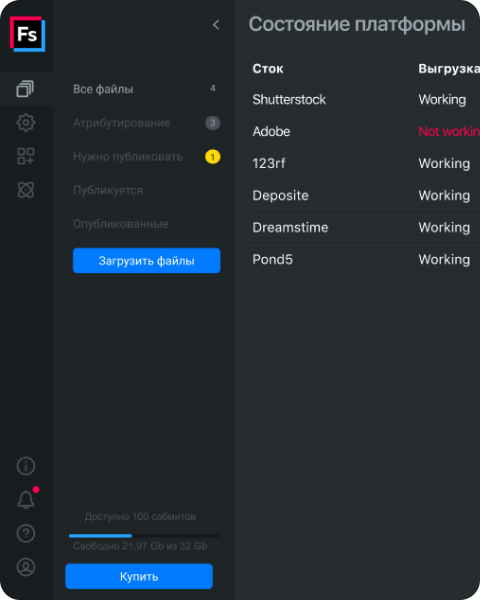 Fs
Состояние платформы
Все файлы 4
Атрибутирование 3
Нужно публиковать 1
Публикуется
Опубликованные
Загрузить файлы
Сток Выгрузка
Shutterstock Working
Adobe Not workin
123rf Working
Deposite Working
Dreamstime Working
Pond5 Working
Доступно 100 сабмитов
Свободно 21,97 Gb из 32 Gb
Купить